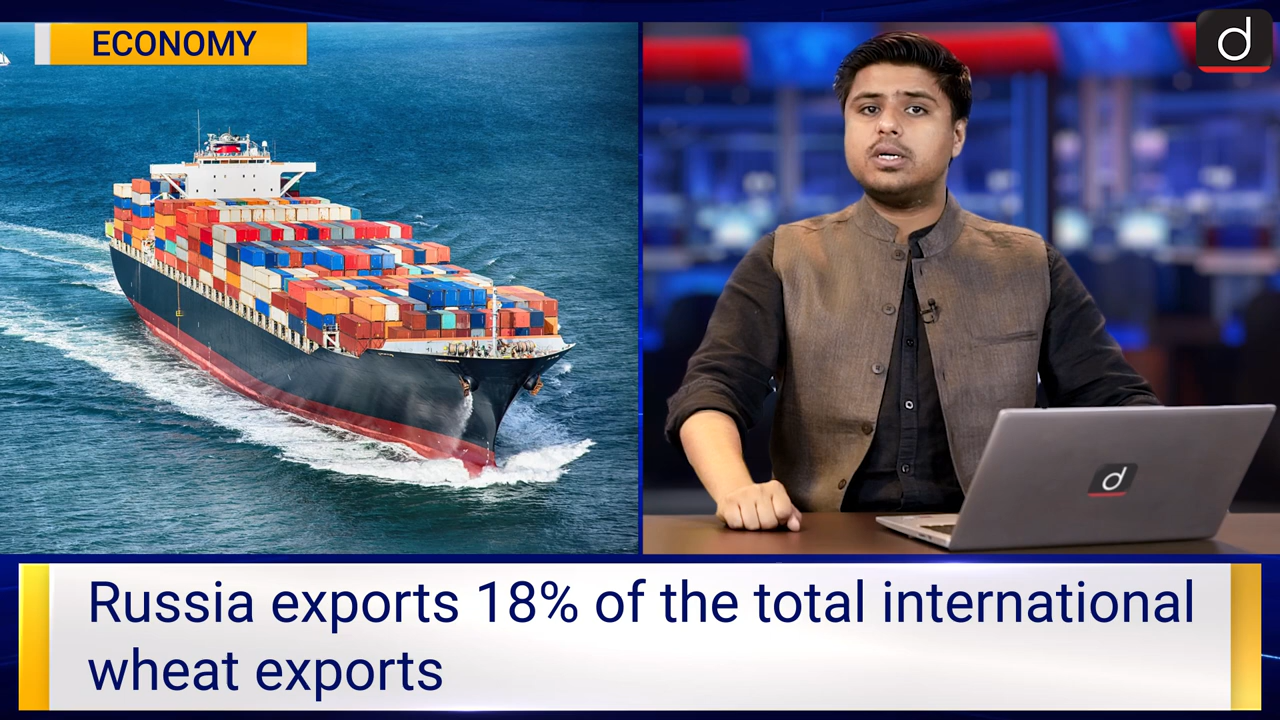 ECONOMY
d
d
Russia exports 18% of the total international
wheat exports